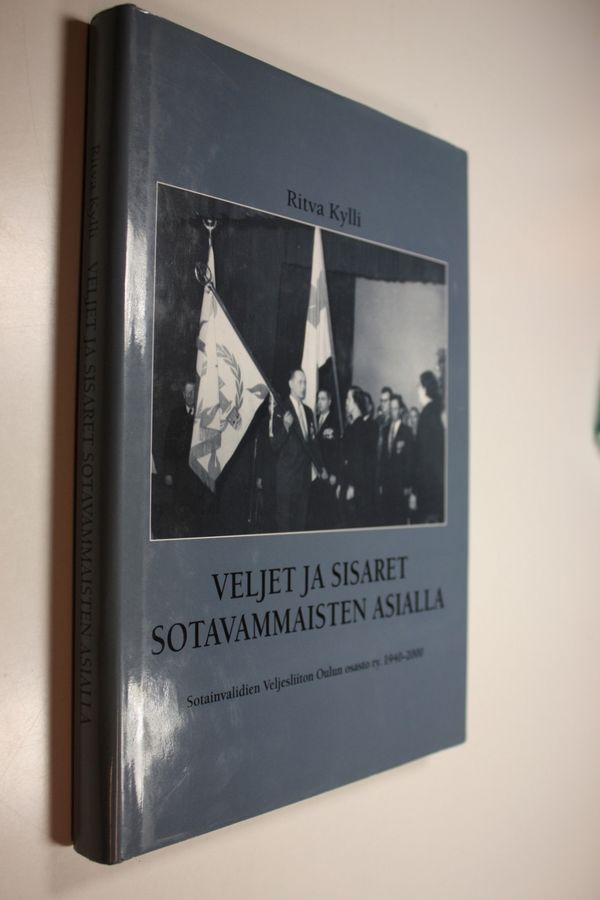 Ritva Kylli
VELJET JA SISARET
SOTAVAMMAISTEN ASIALLA
Sotainvalidien Veljesliiton Oulun osasto ry. 1940–2000
Ritva Kylli VELJET JA SISARET SOTAVAMMAISTEN ASIALLA